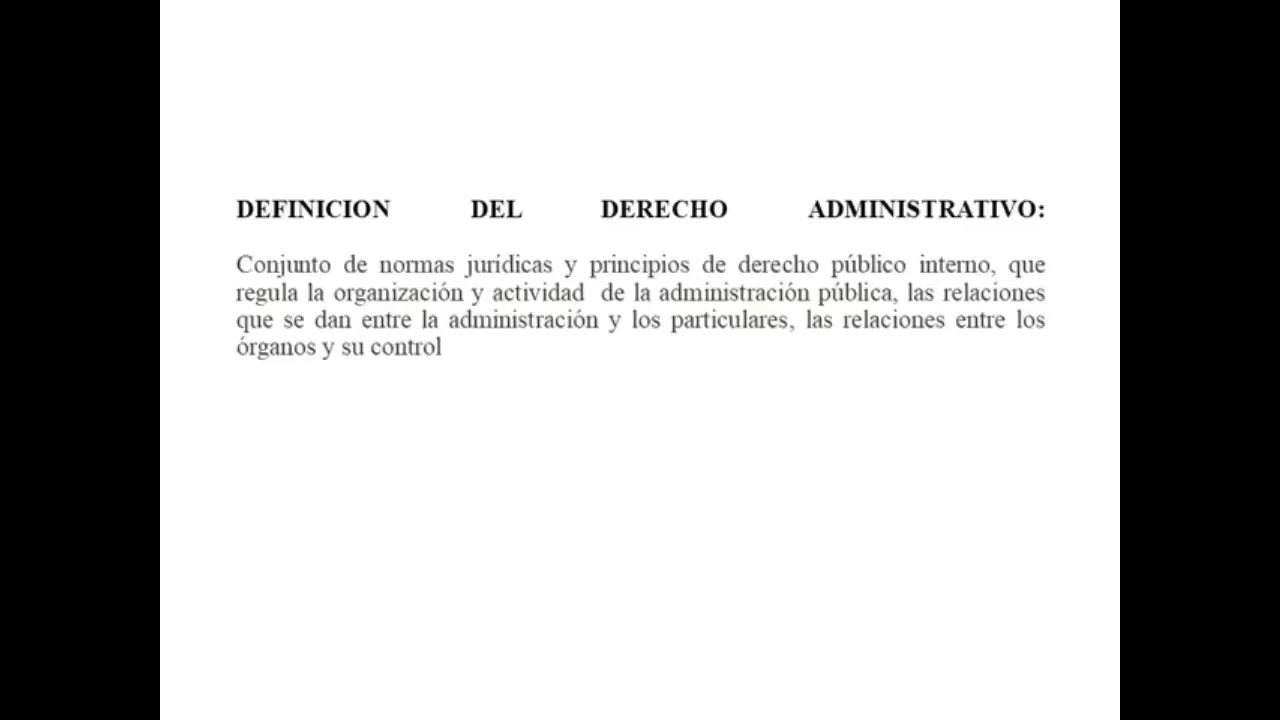 DEFINICION DEL DERECHO ADMINISTRATIVO:
Conjunto de normas jurídicas y principios de derecho público interno, que
regula la organización y actividad de la administración pública, las relaciones
que se dan entre la administración y los particulares, las relaciones entre los
órganos y su control